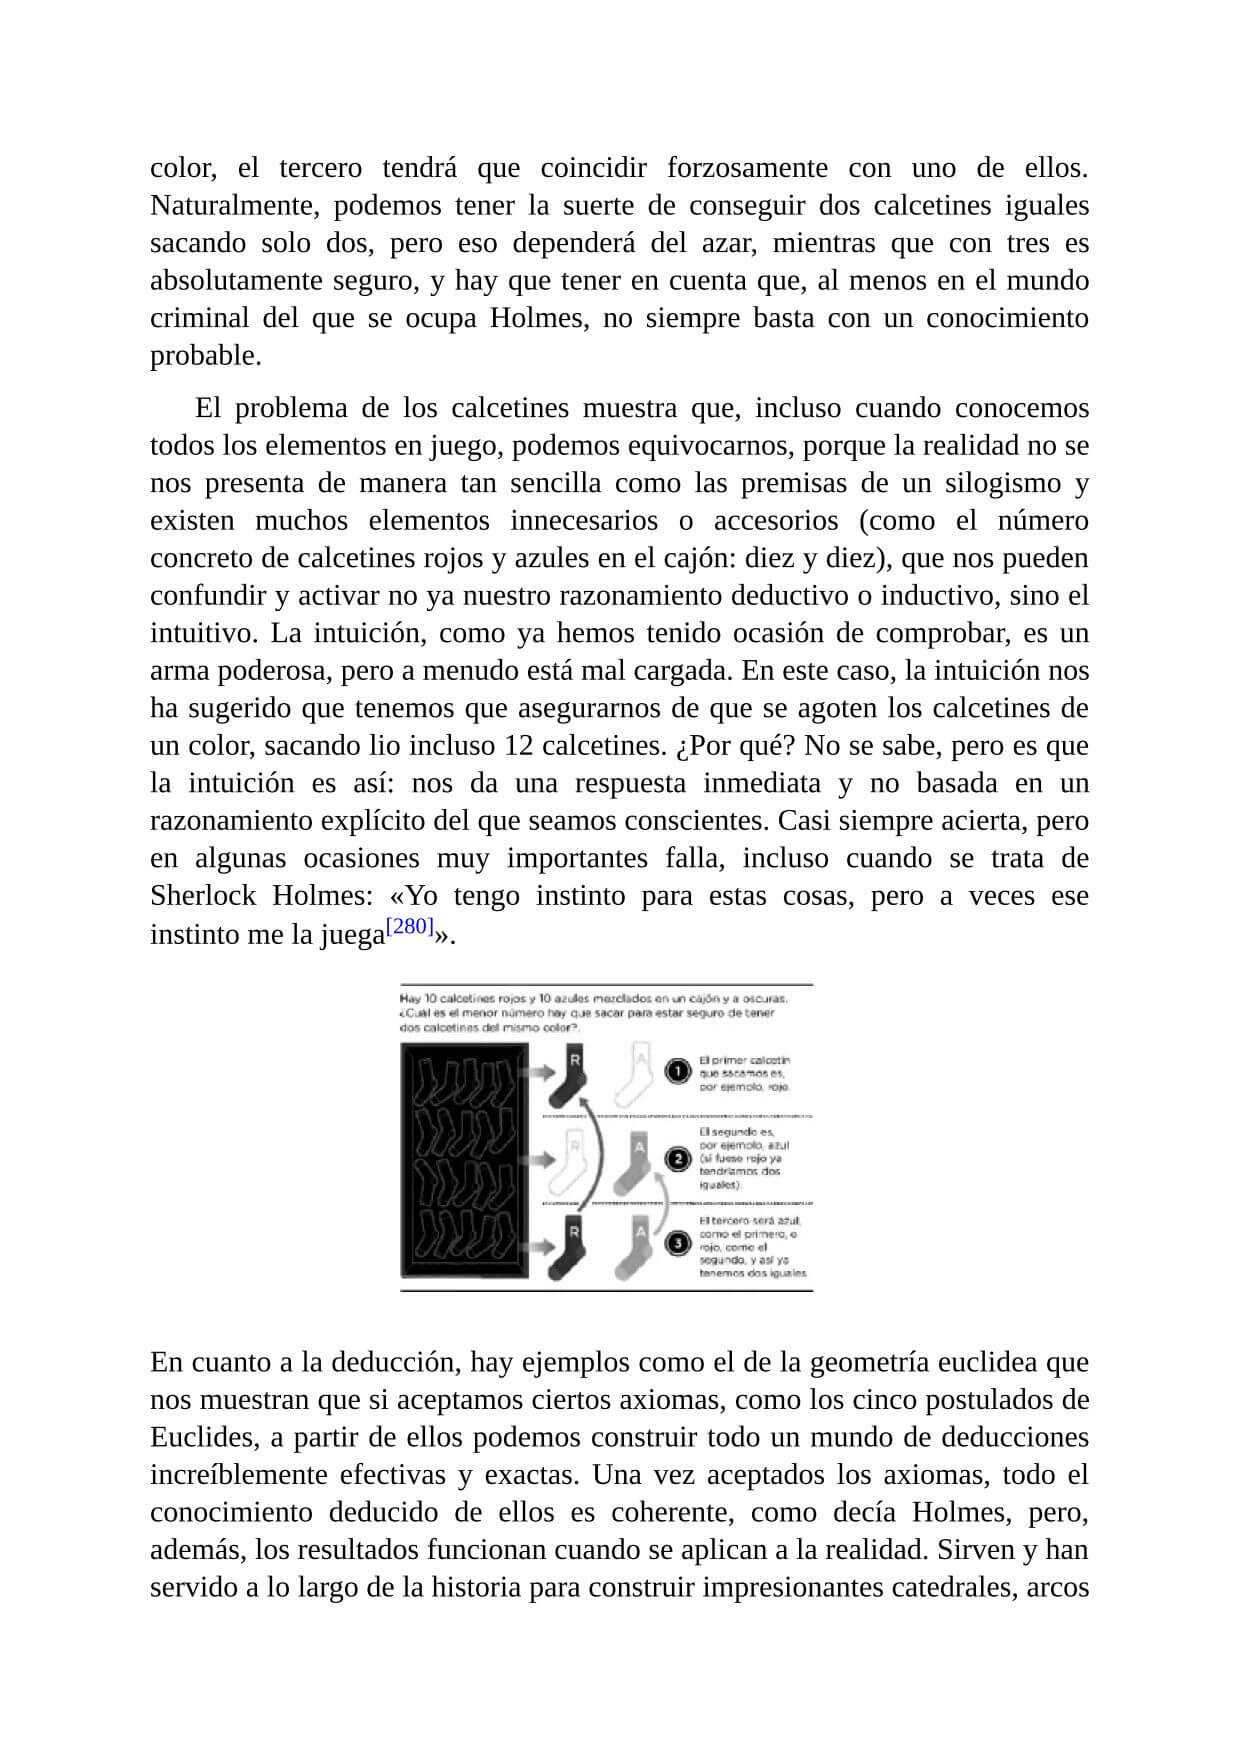 color, el tercero tendrá que coincidir forzosamente con uno de ellos.
Naturalmente, podemos tener la suerte de conseguir dos calcetines iguales
sacando solo dos, pero eso dependerá del azar, mientras que con tres es
absolutamente seguro, y hay que tener en cuenta que, al menos en el mundo
criminal del que se ocupa Holmes, no siempre basta con un conocimiento
probable.
El problema de los calcetines muestra que, incluso cuando conocemos
todos los elementos en juego, podemos equivocarnos, porque la realidad no se
nos presenta de manera tan sencilla como las premisas de un silogismo y
existen muchos elementos innecesarios o accesorios (como el número
concreto de calcetines rojos y azules en el cajón: diez y diez), que nos pueden
confundir y activar no ya nuestro razonamiento deductivo o inductivo, sino el
intuitivo. La intuición, como ya hemos tenido ocasión de comprobar, es un
arma poderosa, pero a menudo está mal cargada. En este caso, la intuición nos
ha sugerido que tenemos que asegurarnos de que se agoten los calcetines de
un color, sacando lio incluso 12 calcetines. ¿Por qué? No se sabe, pero es que
la intuición es así: nos da una respuesta inmediata y no basada en un
razonamiento explícito del que seamos conscientes. Casi siempre acierta, pero
en algunas ocasiones muy importantes falla, incluso cuando se trata de
Sherlock Holmes: «Yo tengo instinto para estas cosas, pero a veces ese
instinto me la juega[280]».
Hay 10 calcetines rojos y 10 azules mezclados en un cajón y a oscuras.
¿Cuál es el menor número hay que sacar para estar seguro de tener
dos calcetines del mismo color?.
R A 1
El primer calcetín
que sacamos es,
por ejemplo, rojo.
R A 2
El segundo es,
por ejemplo, azul
(si fuese rojo ya
tendríamos dos
iguales).
R A 3
El tercero será azul,
como el primero, o
rojo, como el
segundo, y así ya
tenemos dos iguales
En cuanto a la deducción, hay ejemplos como el de la geometría euclidea que
nos muestran que si aceptamos ciertos axiomas, como los cinco postulados de
Euclides, a partir de ellos podemos construir todo un mundo de deducciones
increíblemente efectivas y exactas. Una vez aceptados los axiomas, todo el
conocimiento deducido de ellos es coherente, como decía Holmes, pero,
además, los resultados funcionan cuando se aplican a la realidad. Sirven y han
servido a lo largo de la historia para construir impresionantes catedrales, arcos